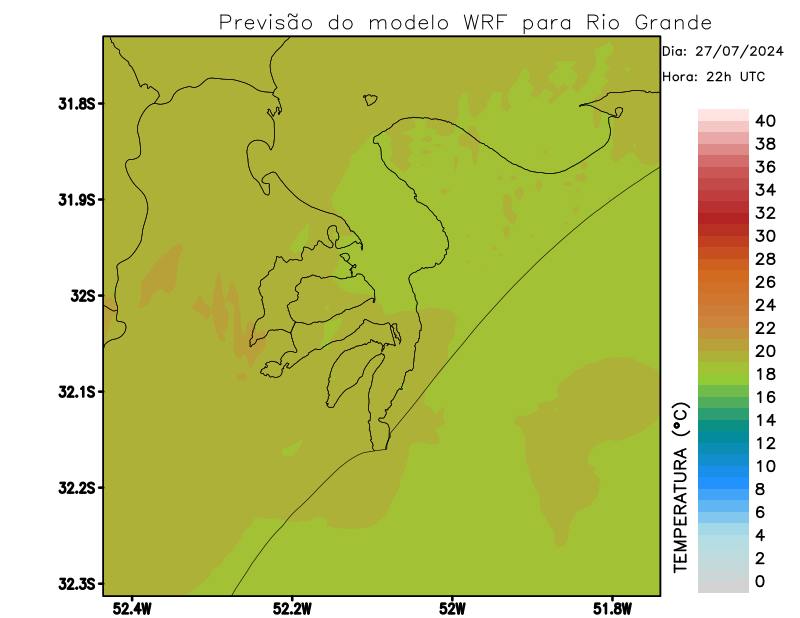 Previsão do modelo WRF para Rio Grande
Dia: 27/07/2024
Hora: 22h UTC
31.8S
31.9S
32S
32.1S
32.2S
32.3S
52.4W
52.2W
52W
51.8W
TEMPERATURA (°C)
40
38
36
34
32
30
28
26
24
22
20
18
16
14
12
10
8
6
4
2
0